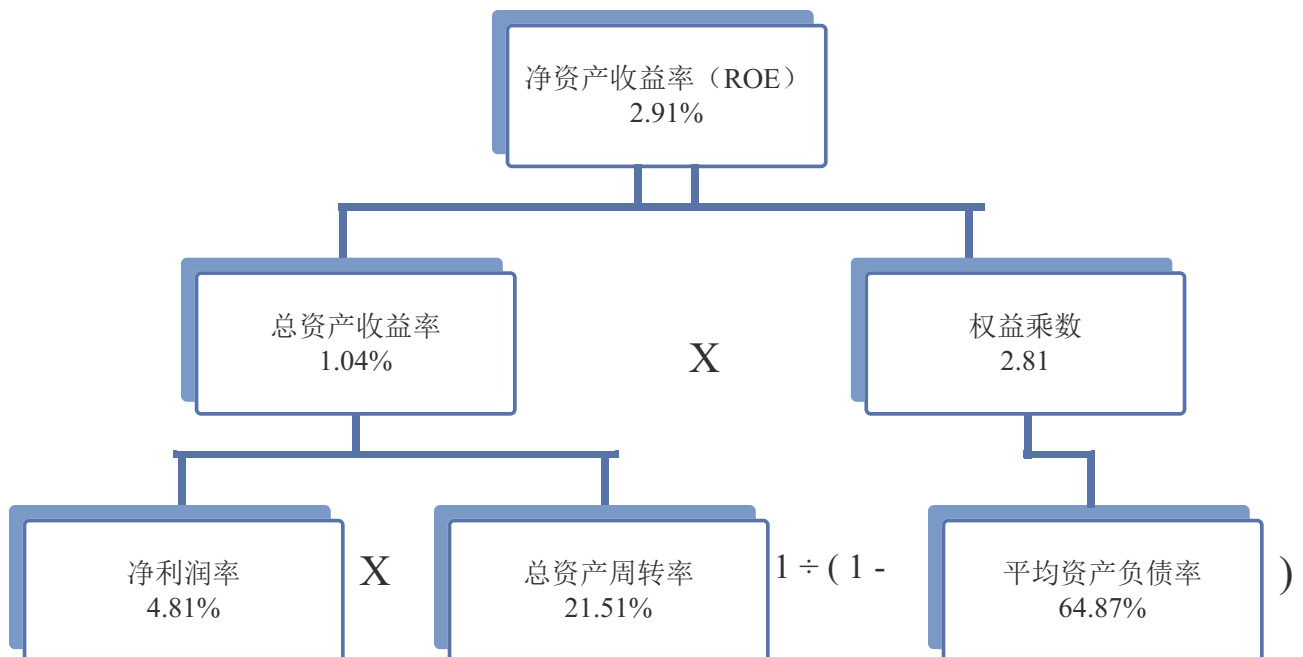 净资产收益率（ROE）
2.91%
总资产收益率
1.04%
X
权益乘数
2.81
净利润率
4.81%
X
总资产周转率
21.51%
1 ÷ ( 1 -
平均资产负债率
64.87%
)